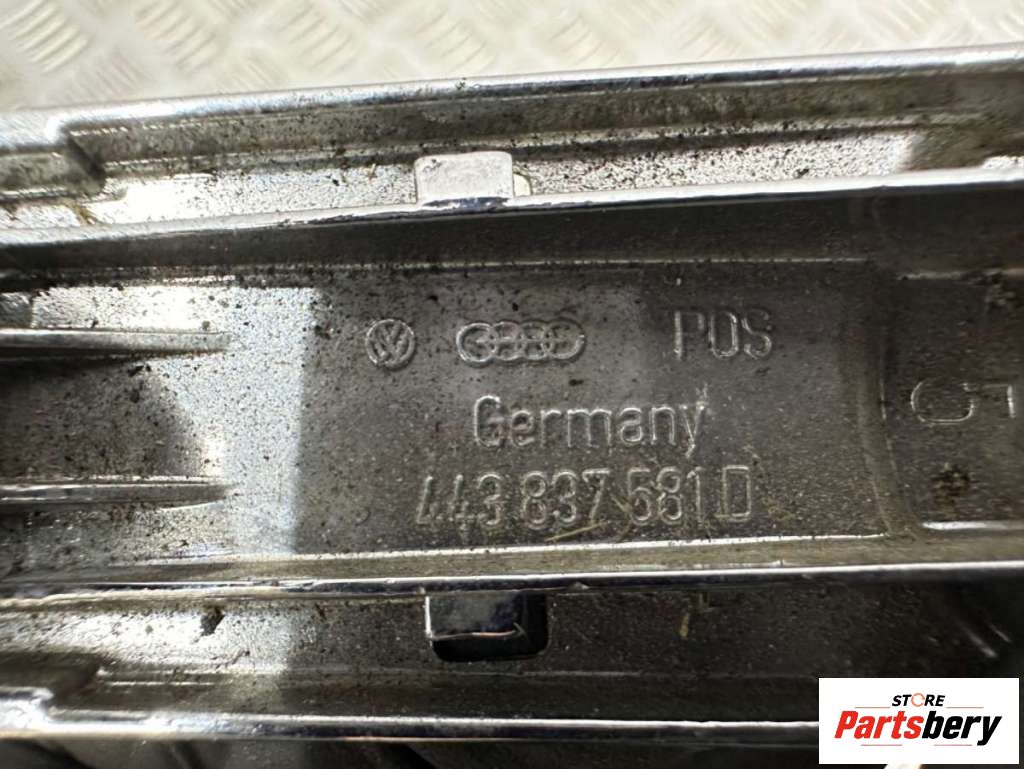 POS
Germany
443 837 581 D
STORE
Partsbery